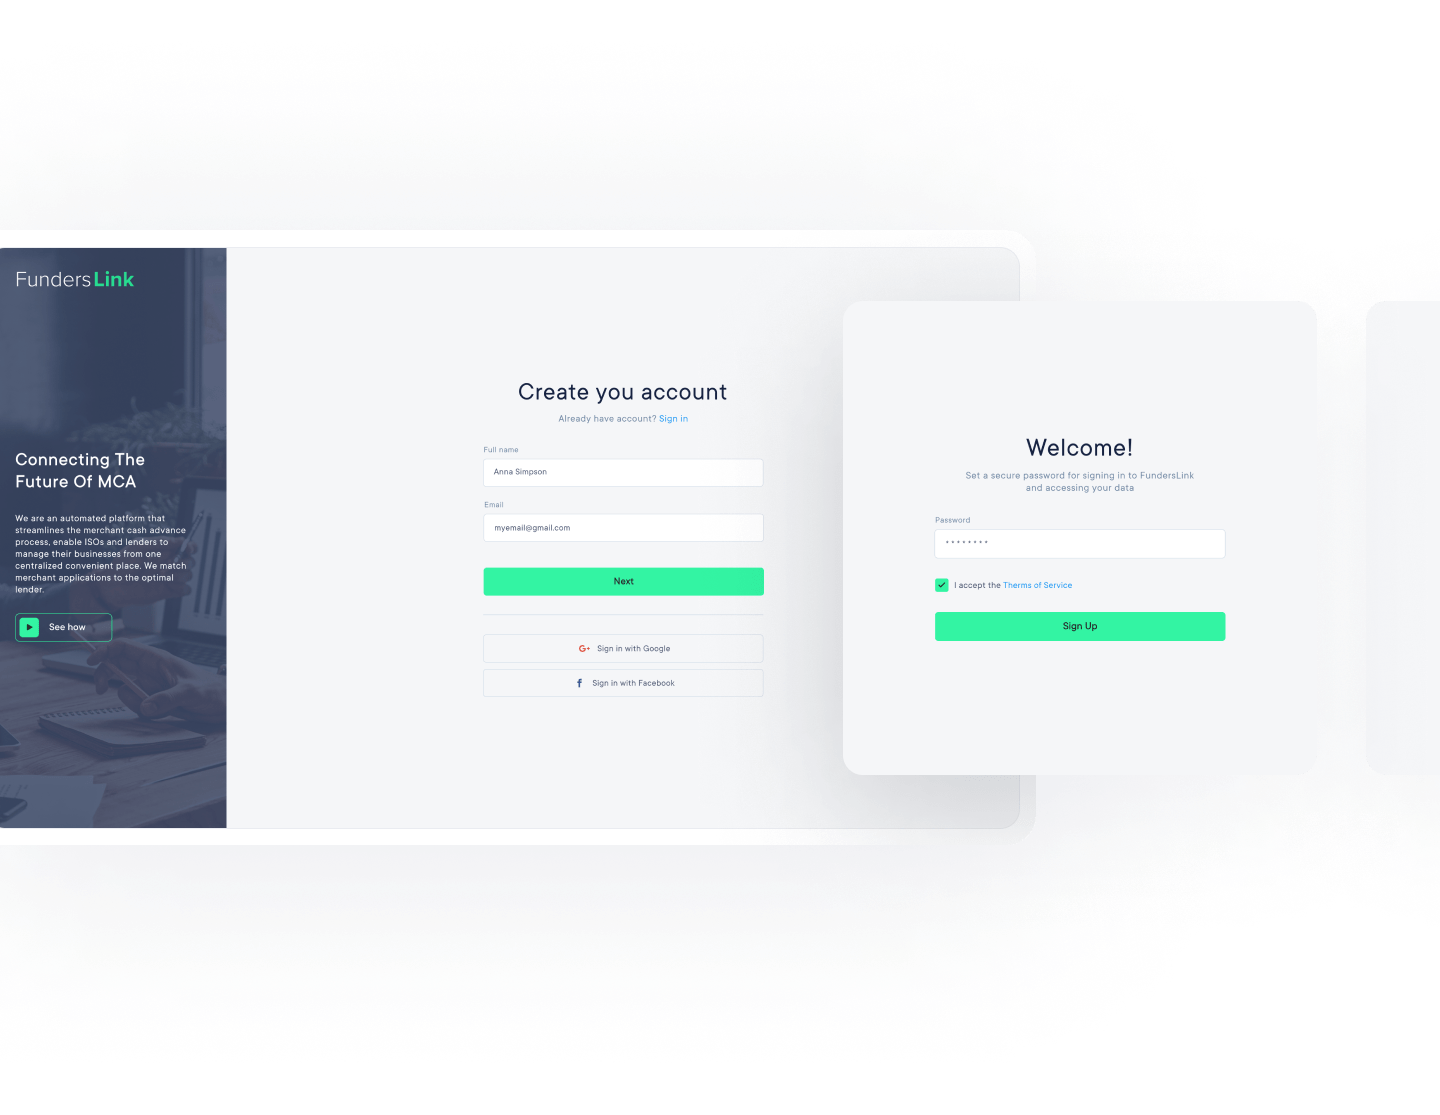 Funders Link
Connecting The
Future Of MCA
We are an automated platform that
streamlines the merchant cash advance
process, enable ISOs and lenders to
manage their businesses from one
centralized convenient place. We match
merchant applications to the optimal
lender.
See how
Create you account
Already have account? Sign in
Full name
Anna Simpson
Email
myemail@gmail.com
Next
G+ Sign in with Google
f Sign in with Facebook
Welcome!
Set a secure password for signing in to FundersLink
and accessing your data
Password
********
I accept the Therms of Service
Sign Up